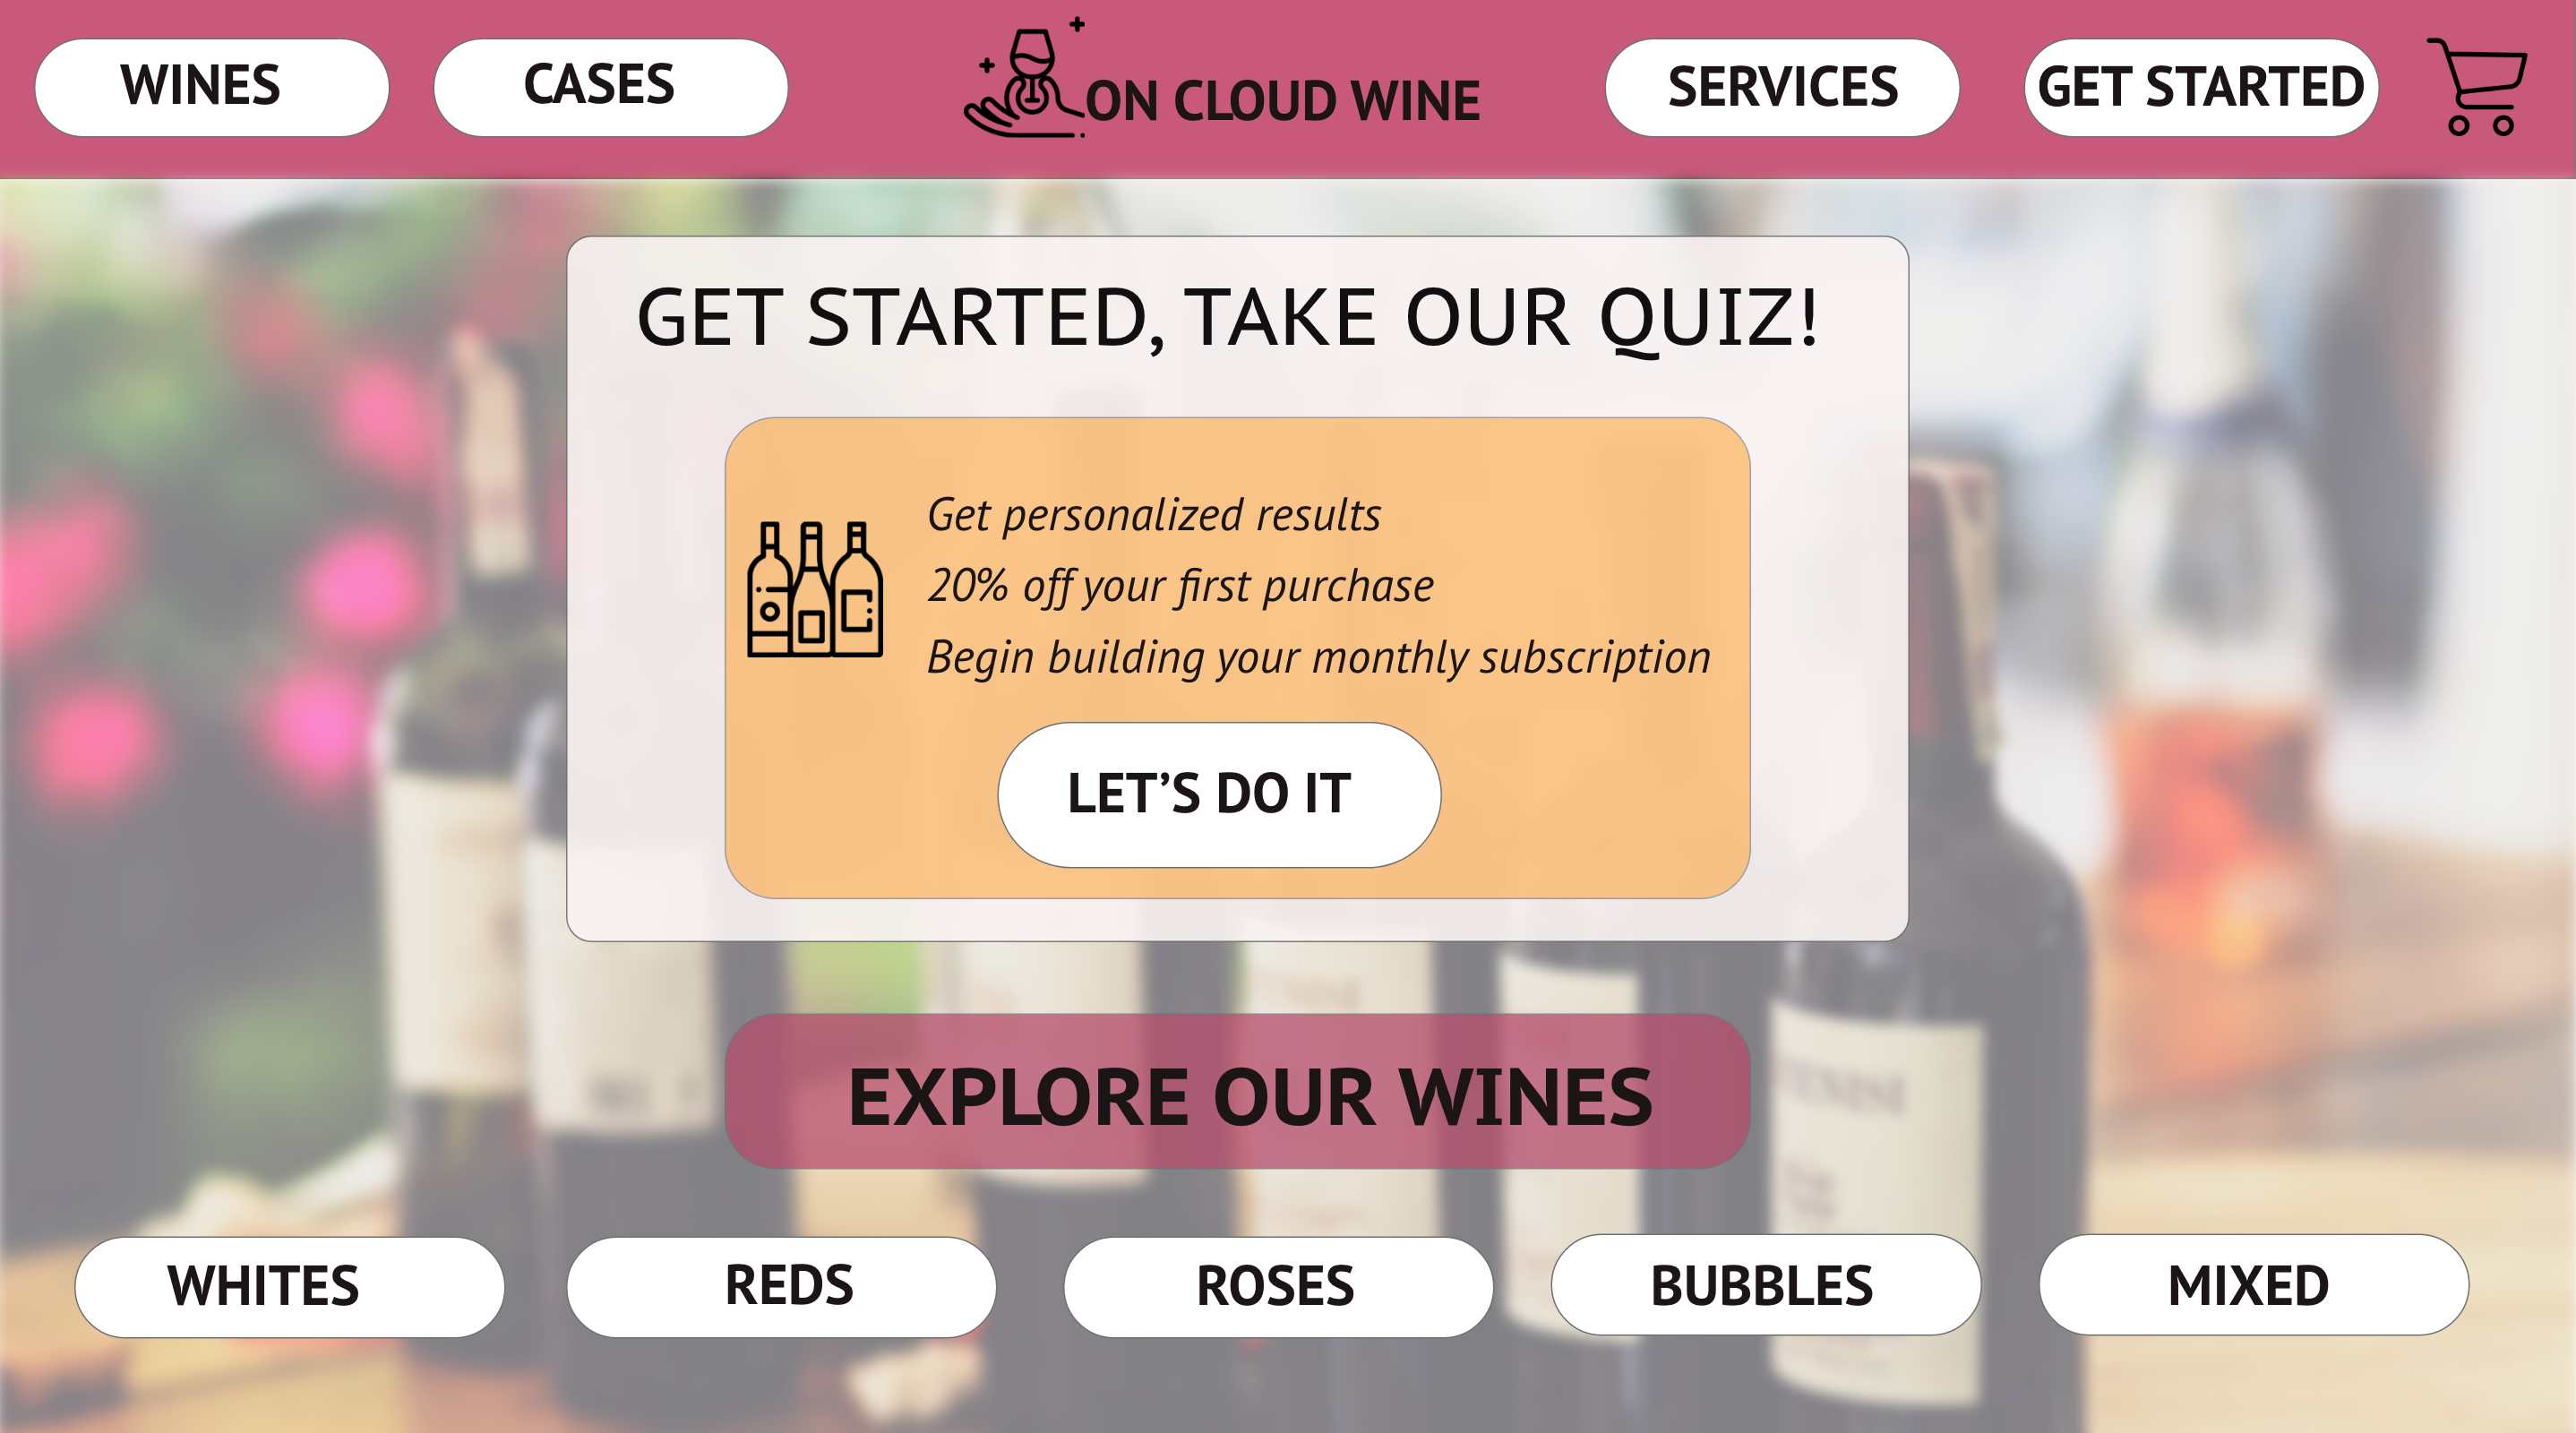 WINES
CASES
ON CLOUD WINE
SERVICES
GET STARTED
GET STARTED, TAKE OUR QUIZ!
Get personalized results
20% off your first purchase
Begin building your monthly subscription
LET’S DO IT
EXPLORE OUR WINES
WHITES
REDS
ROSES
BUBBLES
MIXED